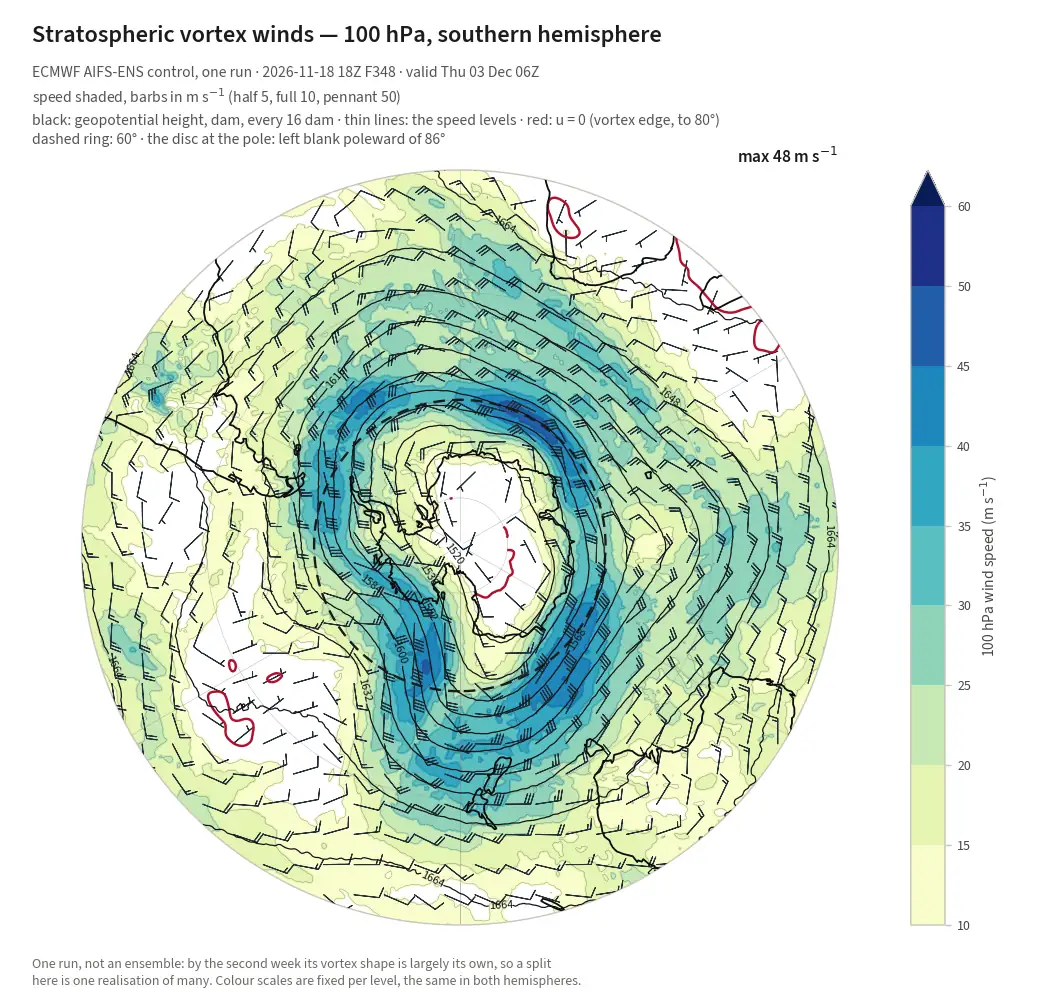 Stratospheric vortex winds — 100 hPa, southern hemisphere
ECMWF AIFS-ENS control, one run · 2026-11-18 18Z F348 · valid Thu 03 Dec 06Z
speed shaded, barbs in m s⁻¹ (half 5, full 10, pennant 50)
black: geopotential height, dam, every 16 dam · thin lines: the speed levels · red: u = 0 (vortex edge, to 80°)
dashed ring: 60° · the disc at the pole: left blank poleward of 86°
max 48 m s⁻¹
60
50
45
40
35
30
25
20
15
10
100 hPa wind speed (m s⁻¹)
1664
1664
1648
1664
1520
1600
1632
1664
1664
One run, not an ensemble: by the second week its vortex shape is largely its own, so a split
here is one realisation of many. Colour scales are fixed per level, the same in both hemispheres.